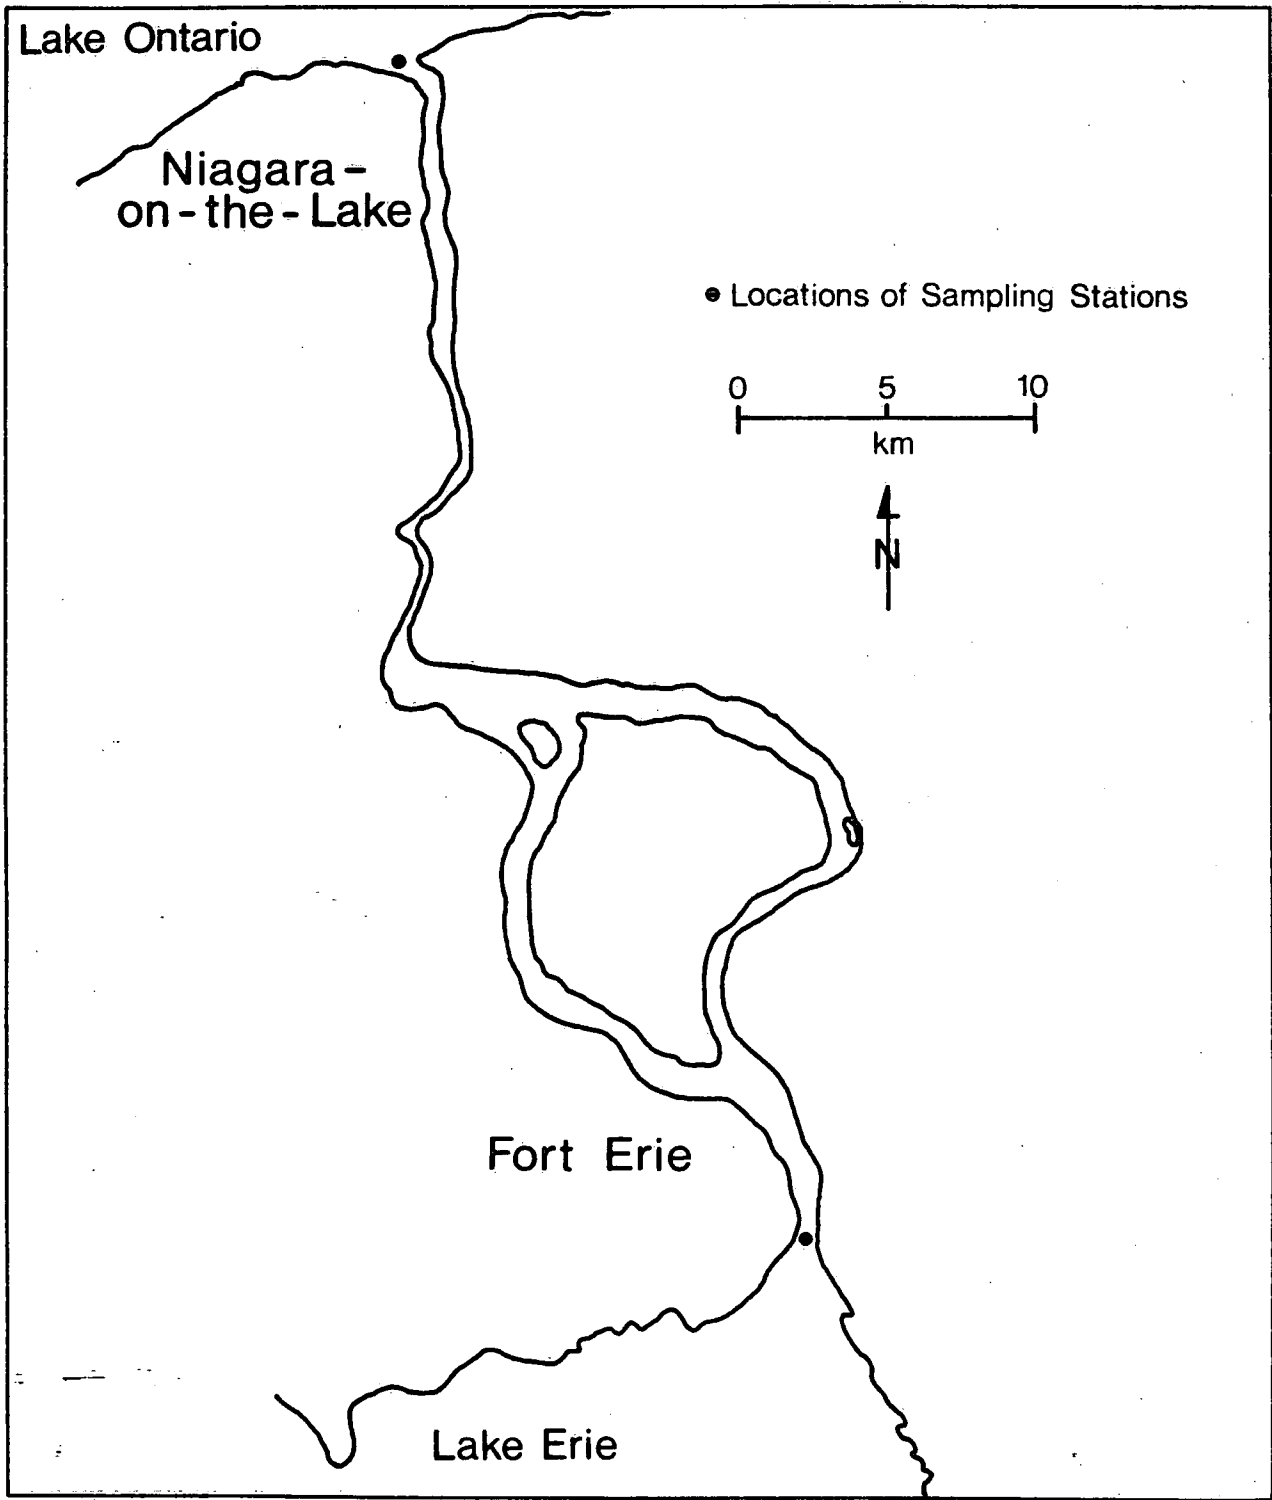 Lake Ontario
Niagara-
on-the-Lake
Locations of Sampling Stations
0 5 10
km
N
Fort Erie
Lake Erie